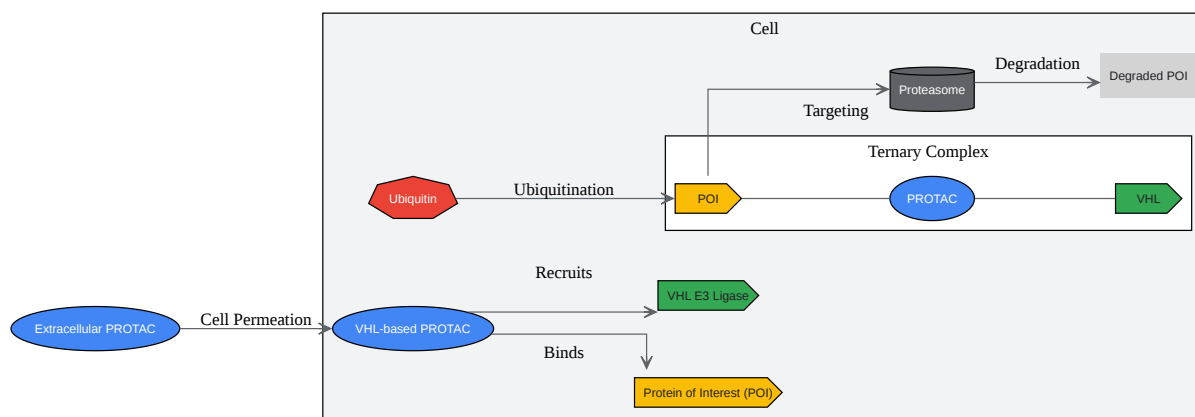 Cell
Degradation
Proteasome
Degraded POI
Targeting
Ternary Complex
Ubiquitin
Ubiquitination
POI
PROTAC
VHL
Recruits
VHL E3 Ligase
Extracellular PROTAC
Cell Permeation
VHL-based PROTAC
Binds
Protein of Interest (POI)